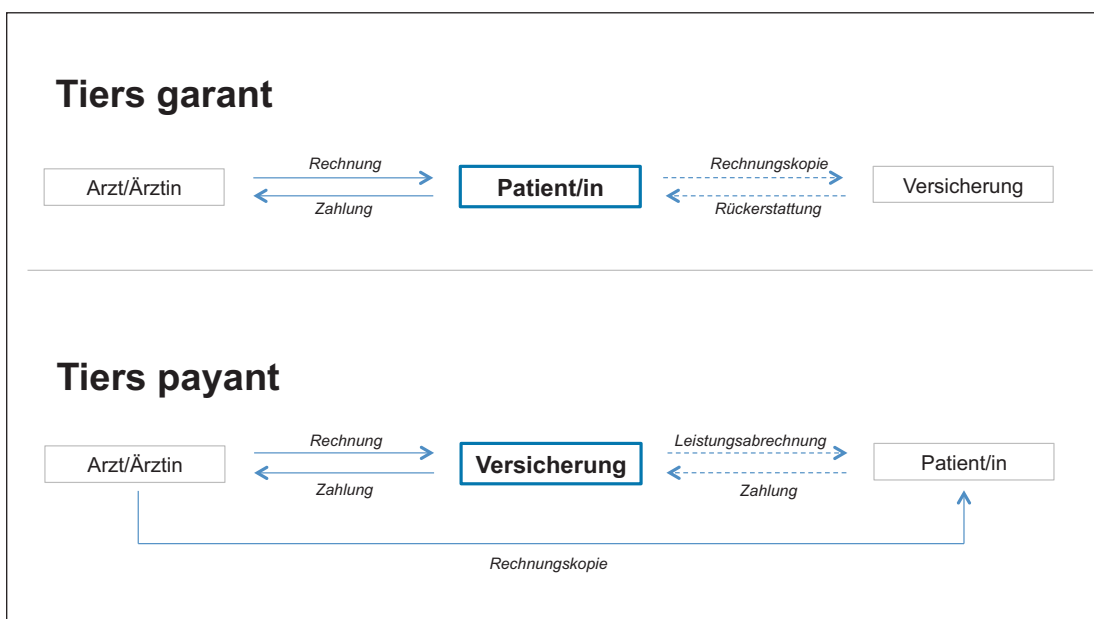 Tiers garant
Rechnung
Rechnungskopie
Arzt/Ärztin
Patient/in
Versicherung
Zahlung
Rückerstattung
Tiers payant
Rechnung
Leistungsabrechnung
Arzt/Ärztin
Versicherung
Patient/in
Zahlung
Zahlung
Rechnungskopie